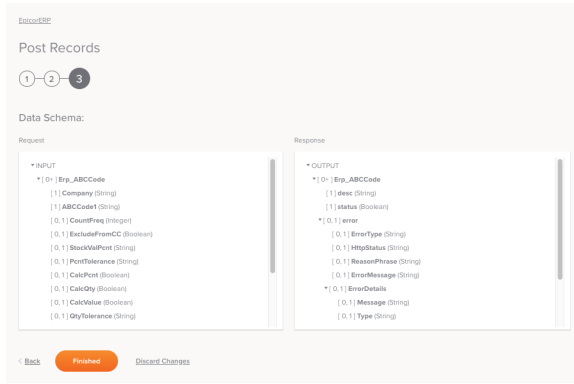 EpicorERP
Post Records
1 2 3
Data Schema:
Request
▾ INPUT
▾ [ 0+ ] Erp_ABCCode
[ 1 ] Company (String)
[ 1 ] ABCCode1 (String)
[ 0, 1 ] CountFreq (Integer)
[ 0, 1 ] ExcludeFromCC (Boolean)
[ 0, 1 ] StockValPcnt (String)
[ 0, 1 ] PcntTolerance (String)
[ 0, 1 ] CalcPcnt (Boolean)
[ 0, 1 ] CalcQty (Boolean)
[ 0, 1 ] CalcValue (Boolean)
[ 0, 1 ] QtyTolerance (String)
Response
▾ OUTPUT
▾ [ 0+ ] Erp_ABCCode
[ 1 ] desc (String)
[ 1 ] status (Boolean)
▾ [ 0, 1 ] error
[ 0, 1 ] ErrorType (String)
[ 0, 1 ] HttpStatus (String)
[ 0, 1 ] ReasonPhrase (String)
[ 0, 1 ] ErrorMessage (String)
▾ [ 0, 1 ] ErrorDetails
[ 0, 1 ] Message (String)
[ 0, 1 ] Type (String)
< Back Finished Discard Changes